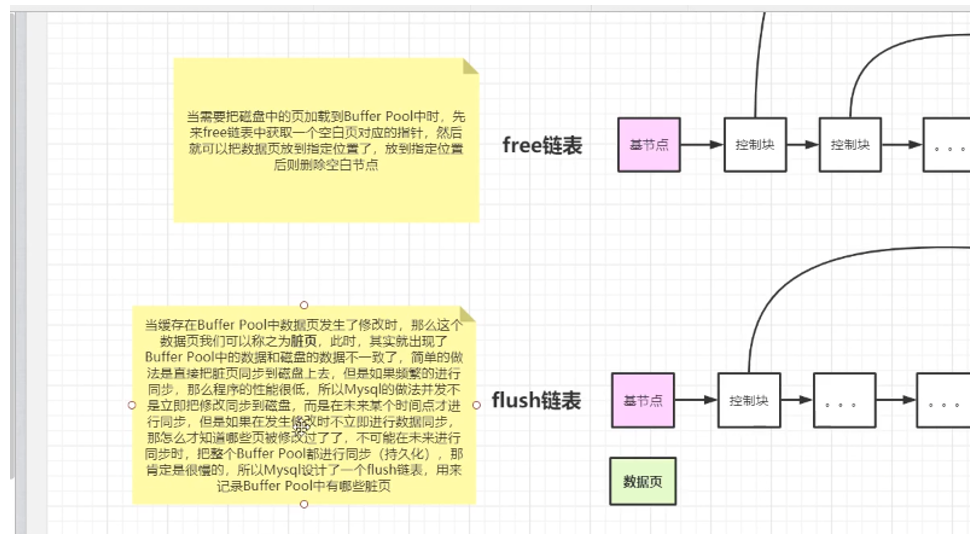 当需要把磁盘中的页加载到Buffer Pool中时，先
来free链表中获取一个空白页对应的指针，然后
就可以把数据页放到指定位置了，放到指定位置
后则删除空白节点
free链表
基节点
控制块
控制块
。。。
当缓存在Buffer Pool中数据页发生了修改时，那么这个
数据页我们可以称之为脏页，此时，其实就出现了
Buffer Pool中的数据和磁盘的数据不一致了，简单的做
法是直接把脏页同步到磁盘上去，但是如果频繁的进行
同步，那么程序的性能很低，所以Mysql的做法并发不
是立即把修改同步到磁盘，而是在未来某个时间点才进
行同步，但是如果在发生修改时不立即进行数据同步，
那怎么才知道哪些页被修改过了了，不可能在未来进行
同步时，把整个Buffer Pool都进行同步（持久化），那
肯定是很慢的，所以Mysql设计了一个flush链表，用来
记录Buffer Pool中有哪些脏页
flush链表
基节点
控制块
。。。
。。。
数据页